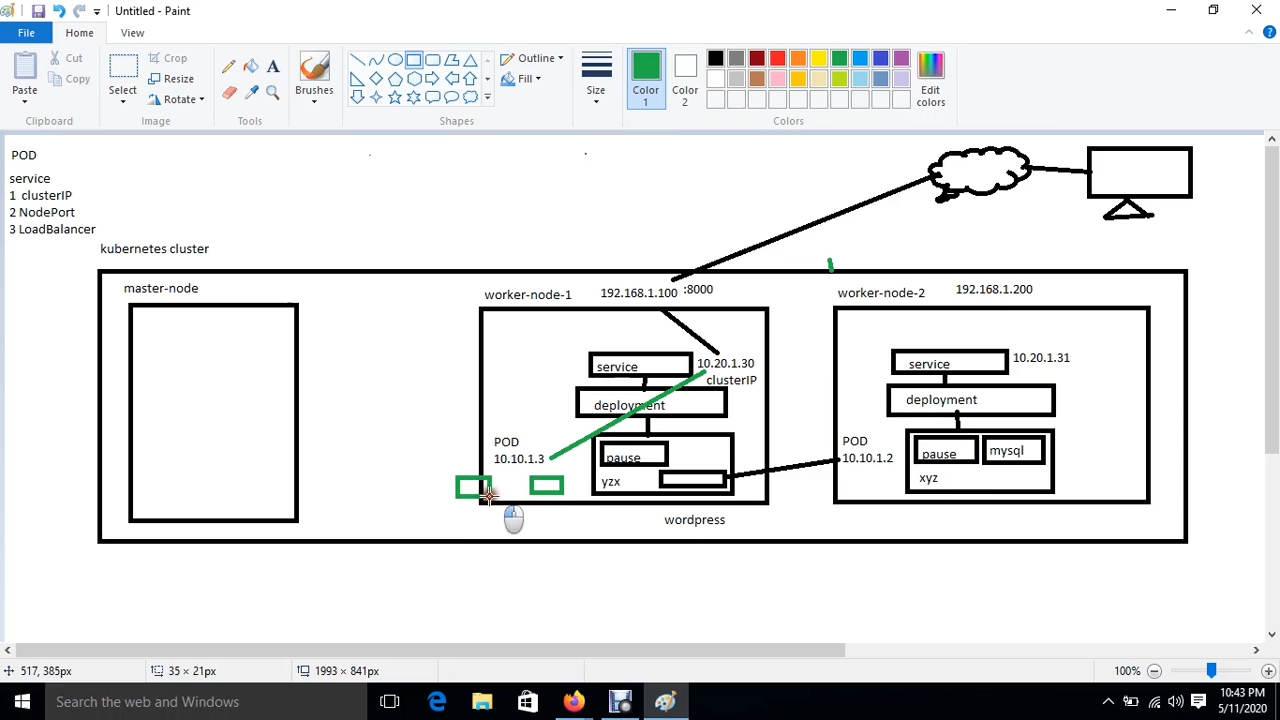 Untitled - Paint
File
Home
View
Paste
Cut
Copy
Clipboard
Select
Crop
Resize
Rotate
Image
Tools
Brushes
Outline
Fill
Shapes
Size
Color 1
Color 2
Edit colors
Colors
POD
service
1 clusterIP
2 NodePort
3 LoadBalancer
kubernetes cluster
master-node
worker-node-1
192.168.1.100 :8000
worker-node-2
192.168.1.200
service
10.20.1.30
clusterIP
deployment
POD
10.10.1.3
pause
yzx
wordpress
service
10.20.1.31
deployment
POD
10.10.1.2
pause
mysql
xyz
517, 385px
35 × 21px
1993 × 841px
100%
Search the web and Windows
10:43 PM
5/11/2020